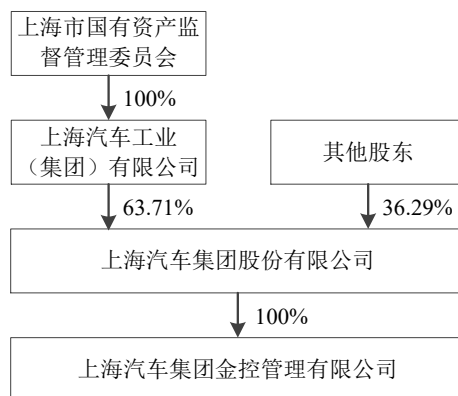 上海市国有资产监
督管理委员会
100%
上海汽车工业
（集团）有限公司
其他股东
63.71%
36.29%
上海汽车集团股份有限公司
100%
上海汽车集团金控管理有限公司